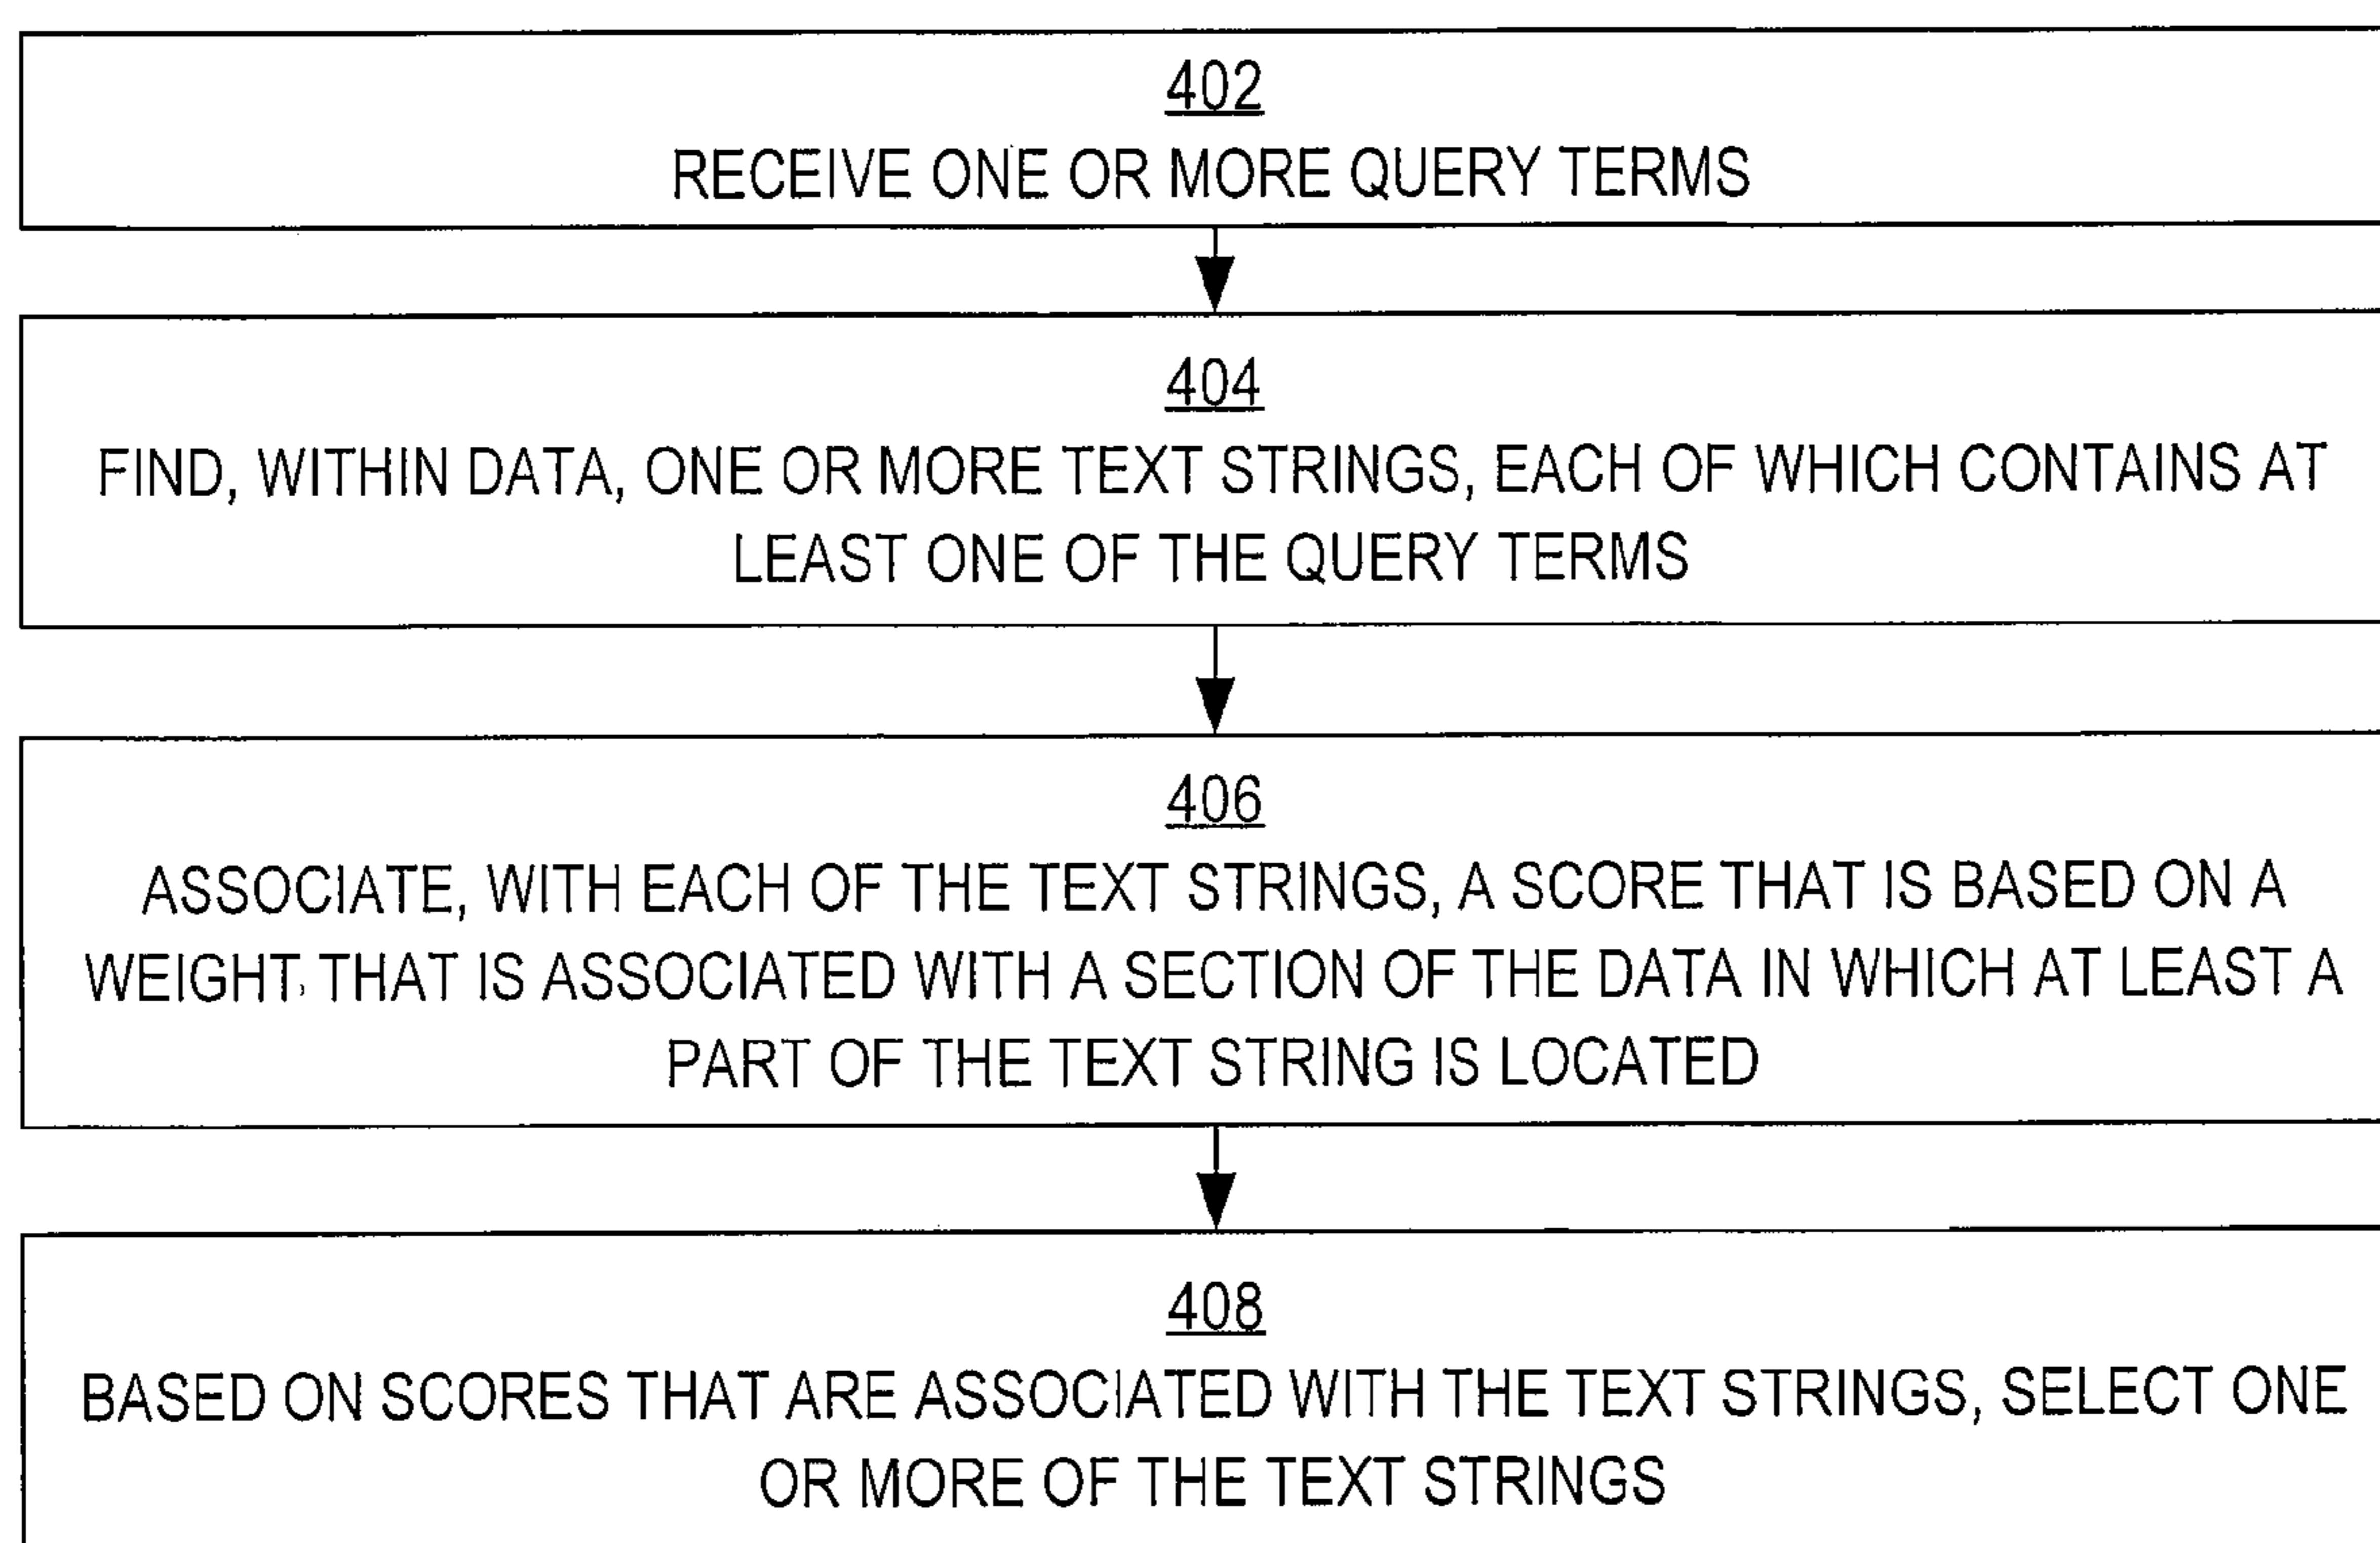 402
RECEIVE ONE OR MORE QUERY TERMS
404
FIND, WITHIN DATA, ONE OR MORE TEXT STRINGS, EACH OF WHICH CONTAINS AT
LEAST ONE OF THE QUERY TERMS
406
ASSOCIATE, WITH EACH OF THE TEXT STRINGS, A SCORE THAT IS BASED ON A
WEIGHT THAT IS ASSOCIATED WITH A SECTION OF THE DATA IN WHICH AT LEAST A
PART OF THE TEXT STRING IS LOCATED
408
BASED ON SCORES THAT ARE ASSOCIATED WITH THE TEXT STRINGS, SELECT ONE
OR MORE OF THE TEXT STRINGS